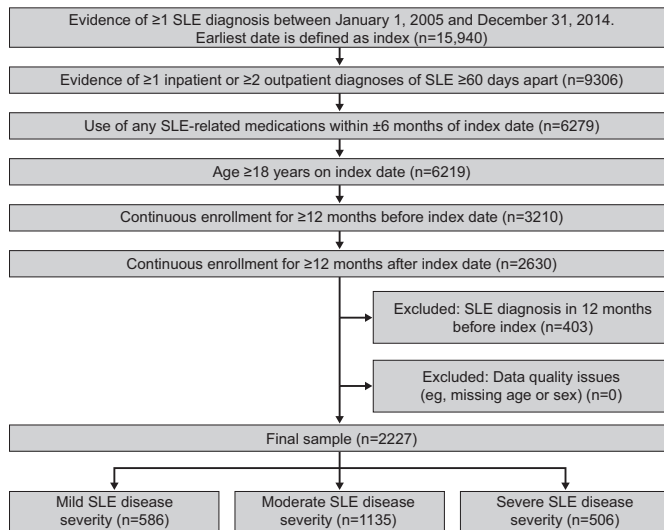 Evidence of ≥1 SLE diagnosis between January 1, 2005 and December 31, 2014.
Earliest date is defined as index (n=15,940)
Evidence of ≥1 inpatient or ≥2 outpatient diagnoses of SLE ≥60 days apart (n=9306)
Use of any SLE-related medications within ±6 months of index date (n=6279)
Age ≥18 years on index date (n=6219)
Continuous enrollment for ≥12 months before index date (n=3210)
Continuous enrollment for ≥12 months after index date (n=2630)
Excluded: SLE diagnosis in 12 months
before index (n=403)
Excluded: Data quality issues
(eg, missing age or sex) (n=0)
Final sample (n=2227)
Mild SLE disease
severity (n=586)
Moderate SLE disease
severity (n=1135)
Severe SLE disease
severity (n=506)